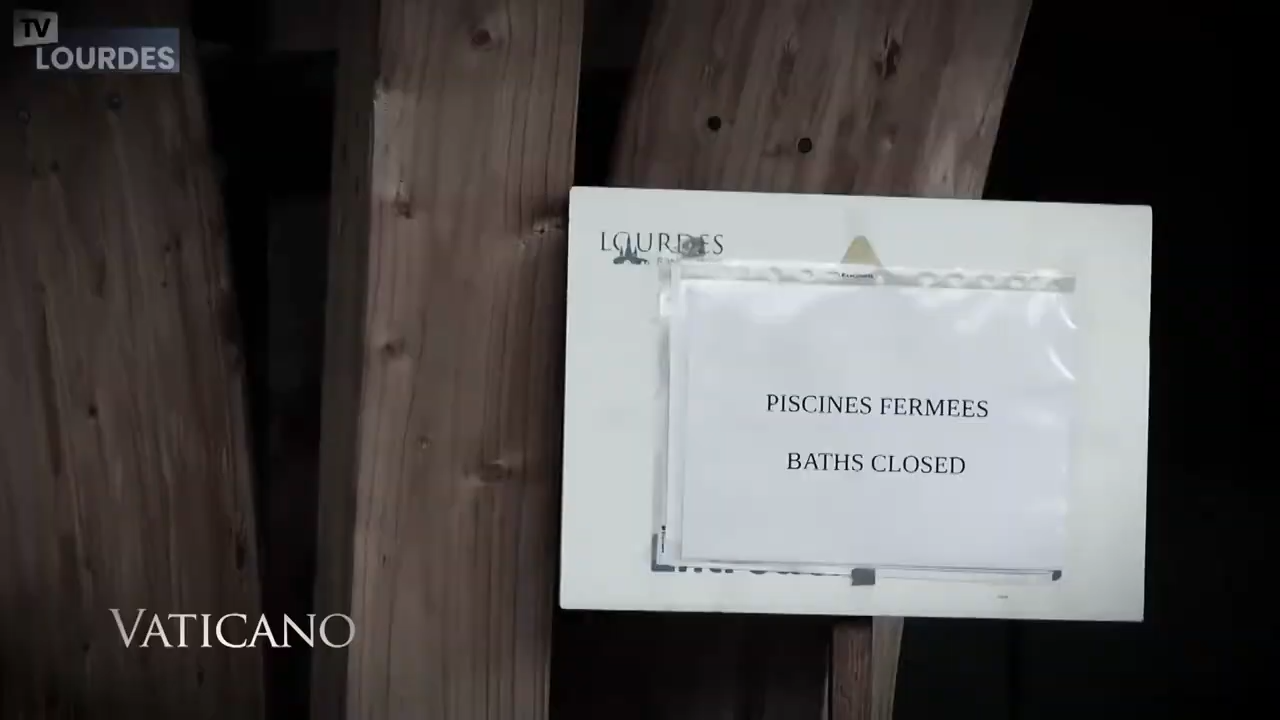 TV
LOURDES
LOURDES
PISCINES FERMEES
BATHS CLOSED
VATICANO